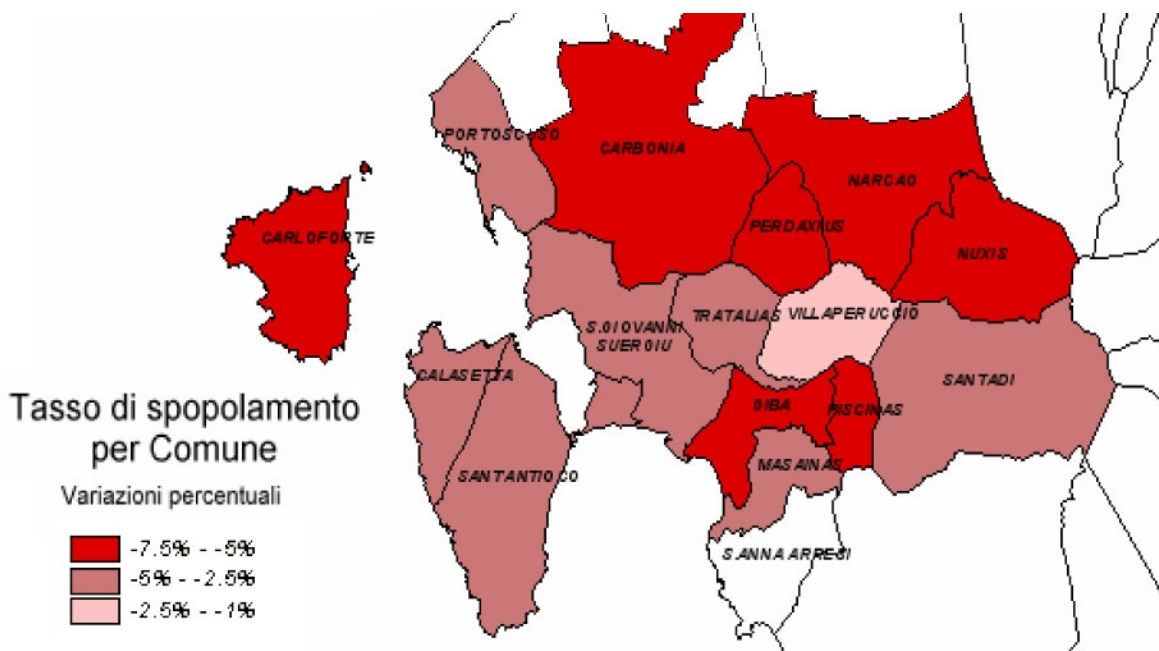 PORTOSCUSO
CARBONIA
NARCAO
PERDAXIUS
CARLOFORTE
NUXIS
TRATALIAS
VILLAPERUCCIO
S.GIOVANNI
SUERGIU
CALASETTA
SANTADI
GIBA
PISCINAS
MASAINAS
SANTANTIOCO
S.ANNA ARRESI
Tasso di spopolamento
per Comune
Variazioni percentuali
-7.5% - -5%
-5% - -2.5%
-2.5% - -1%